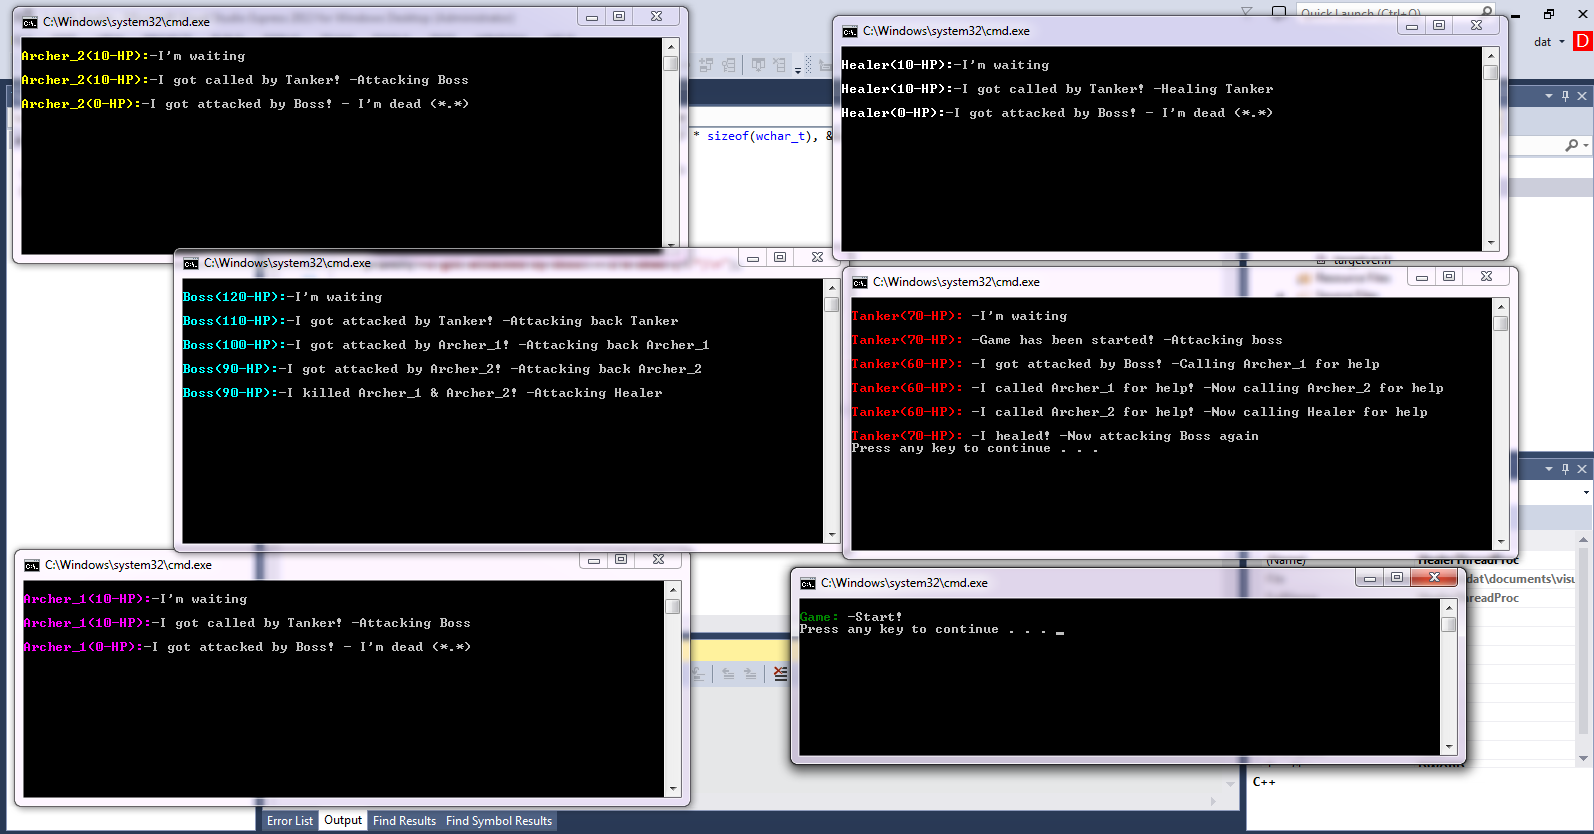 C:\Windows\system32\cmd.exe
Archer_2(10-HP):-I'm waiting
Archer_2(10-HP):-I got called by Tanker! -Attacking Boss
Archer_2(0-HP):-I got attacked by Boss! - I'm dead (*.*)
Quick Launch (Ctrl+Q)
dat
D
C:\Windows\system32\cmd.exe
Healer(10-HP):-I'm waiting
Healer(10-HP):-I got called by Tanker! -Healing Tanker
Healer(0-HP):-I got attacked by Boss! - I'm dead (*.*)
* sizeof(wchar_t), &
C:\Windows\system32\cmd.exe
Boss(120-HP):-I'm waiting
Boss(110-HP):-I got attacked by Tanker! -Attacking back Tanker
Boss(100-HP):-I got attacked by Archer_1! -Attacking back Archer_1
Boss(90-HP):-I got attacked by Archer_2! -Attacking back Archer_2
Boss(90-HP):-I killed Archer_1 & Archer_2! -Attacking Healer
targetver.h
Resource Files
C:\Windows\system32\cmd.exe
Tanker(70-HP): -I'm waiting
Tanker(70-HP): -Game has been started! -Attacking boss
Tanker(60-HP): -I got attacked by Boss! -Calling Archer_1 for help
Tanker(60-HP): -I called Archer_1 for help! -Now calling Archer_2 for help
Tanker(60-HP): -I called Archer_2 for help! -Now calling Healer for help
Tanker(70-HP): -I healed! -Now attacking Boss again
Press any key to continue . . .
C:\Windows\system32\cmd.exe
Archer_1(10-HP):-I'm waiting
Archer_1(10-HP):-I got called by Tanker! -Attacking Boss
Archer_1(0-HP):-I got attacked by Boss! - I'm dead (*.*)
(Name) HealerThreadProc
dat\documents\visu
ThreadProc
C:\Windows\system32\cmd.exe
Game: -Start!
Press any key to continue . . .
C++
Error List Output Find Results Find Symbol Results